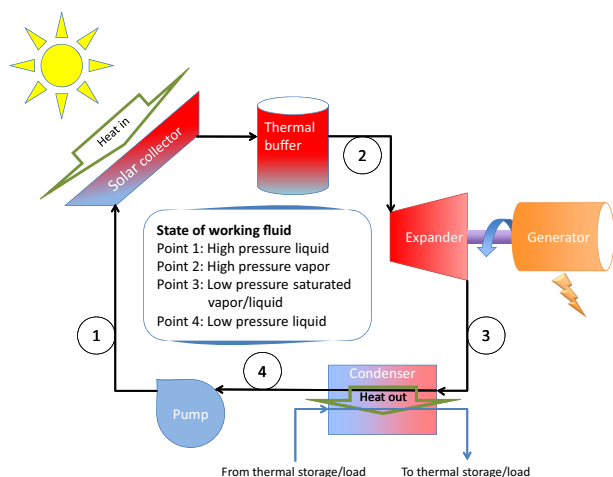 Heat in
Solar collector
Thermal
buffer
2
State of working fluid
Point 1: High pressure liquid
Point 2: High pressure vapor
Point 3: Low pressure saturated
vapor/liquid
Point 4: Low pressure liquid
Expander
Generator
1
3
4
Condenser
Heat out
Pump
From thermal storage/load
To thermal storage/load